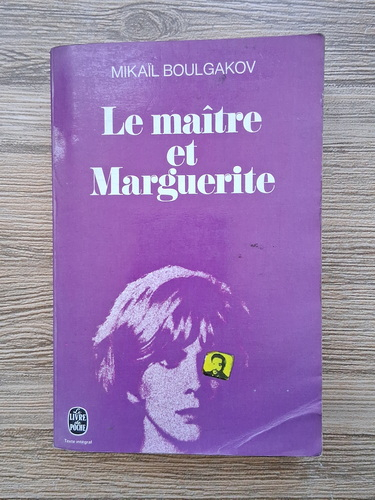 MIKAÏL BOULGAKOV
Le maître
et
Marguerite
Le
LIVRE
de
POCHE
Texte intégral